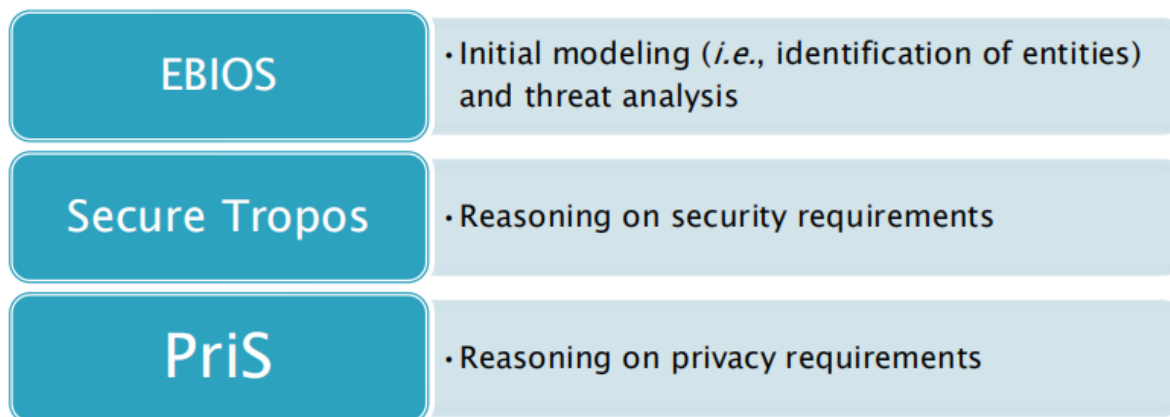 EBIOS
· Initial modeling (i.e., identification of entities)
and threat analysis
Secure Tropos
· Reasoning on security requirements
PriS
· Reasoning on privacy requirements